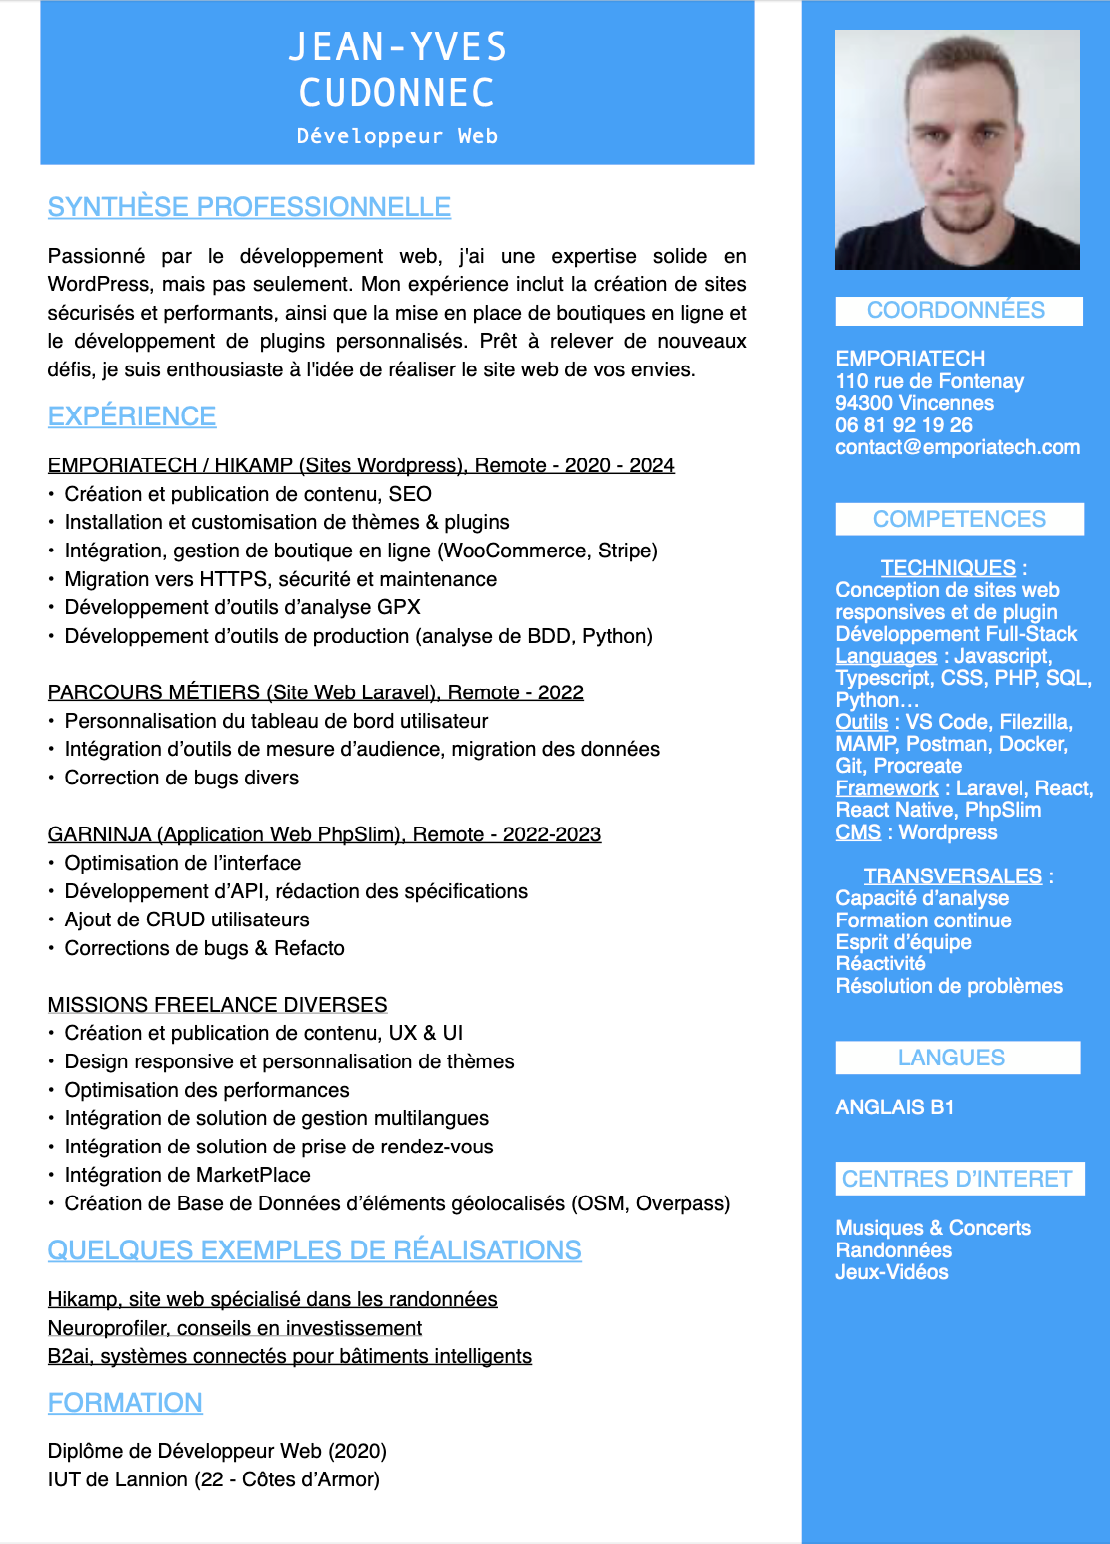 JEAN-YVES
CUDONNEC
Développeur Web
SYNTHÈSE PROFESSIONNELLE
Passionné par le développement web, j'ai une expertise solide en
WordPress, mais pas seulement. Mon expérience inclut la création de sites
sécurisés et performants, ainsi que la mise en place de boutiques en ligne et
le développement de plugins personnalisés. Prêt à relever de nouveaux
défis, je suis enthousiaste à l'idée de réaliser le site web de vos envies.
EXPÉRIENCE
EMPORIATECH / HIKAMP (Sites Wordpress), Remote - 2020 - 2024
• Création et publication de contenu, SEO
• Installation et customisation de thèmes & plugins
• Intégration, gestion de boutique en ligne (WooCommerce, Stripe)
• Migration vers HTTPS, sécurité et maintenance
• Développement d’outils d’analyse GPX
• Développement d’outils de production (analyse de BDD, Python)
PARCOURS MÉTIERS (Site Web Laravel), Remote - 2022
• Personnalisation du tableau de bord utilisateur
• Intégration d’outils de mesure d’audience, migration des données
• Correction de bugs divers
GARNINJA (Application Web PhpSlim), Remote - 2022-2023
• Optimisation de l’interface
• Développement d’API, rédaction des spécifications
• Ajout de CRUD utilisateurs
• Corrections de bugs & Refacto
MISSIONS FREELANCE DIVERSES
• Création et publication de contenu, UX & UI
• Design responsive et personnalisation de thèmes
• Optimisation des performances
• Intégration de solution de gestion multilangues
• Intégration de solution de prise de rendez-vous
• Intégration de MarketPlace
• Création de Base de Données d’éléments géolocalisés (OSM, Overpass)
QUELQUES EXEMPLES DE RÉALISATIONS
Hikamp, site web spécialisé dans les randonnées
Neuroprofiler, conseils en investissement
B2ai, systèmes connectés pour bâtiments intelligents
FORMATION
Diplôme de Développeur Web (2020)
IUT de Lannion (22 - Côtes d’Armor)
COORDONNÉES
EMPORIATECH
110 rue de Fontenay
94300 Vincennes
06 81 92 19 26
contact@emporiatech.com
COMPETENCES
TECHNIQUES :
Conception de sites web
responsives et de plugin
Développement Full-Stack
Languages : Javascript,
Typescript, CSS, PHP, SQL,
Python…
Outils : VS Code, Filezilla,
MAMP, Postman, Docker,
Git, Procreate
Framework : Laravel, React,
React Native, PhpSlim
CMS : Wordpress
TRANSVERSALES :
Capacité d’analyse
Formation continue
Esprit d’équipe
Réactivité
Résolution de problèmes
LANGUES
ANGLAIS B1
CENTRES D’INTERET
Musiques & Concerts
Randonnées
Jeux-Vidéos